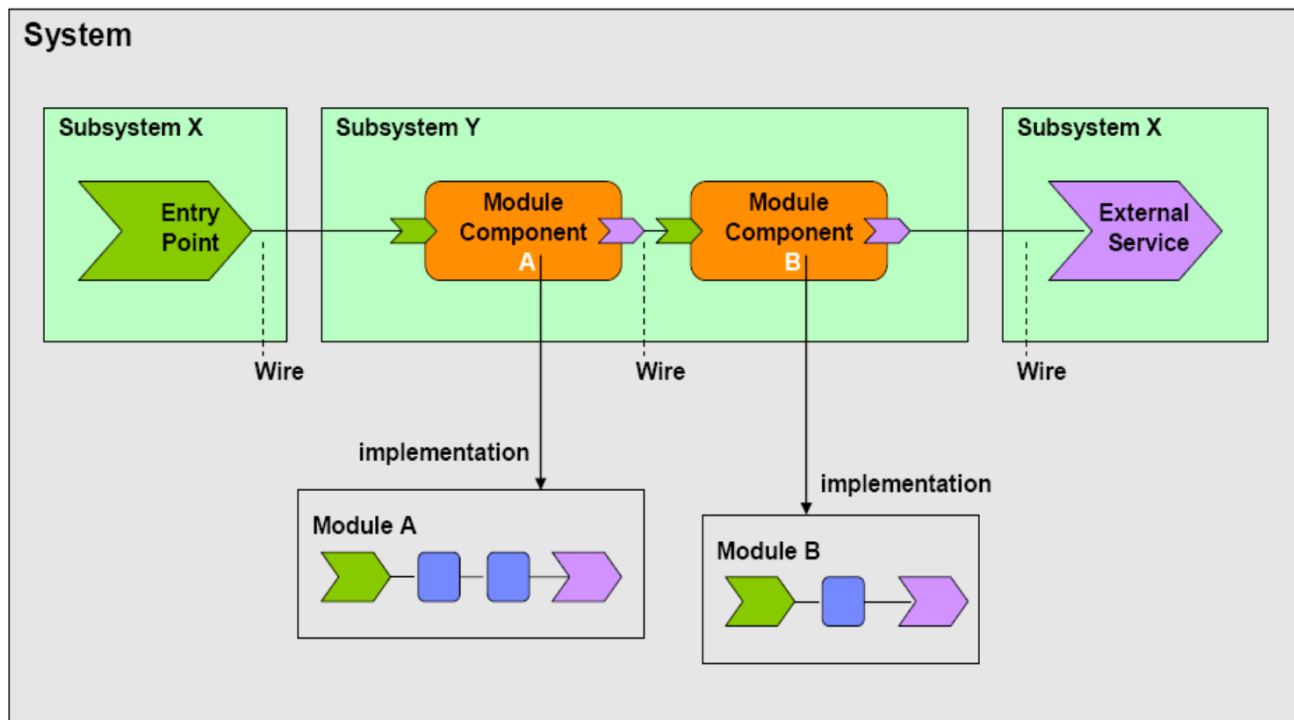 System
Subsystem X
Subsystem Y
Subsystem X
Entry
Point
Module
Component
A
Module
Component
B
External
Service
Wire
Wire
Wire
implementation
implementation
Module A
Module B